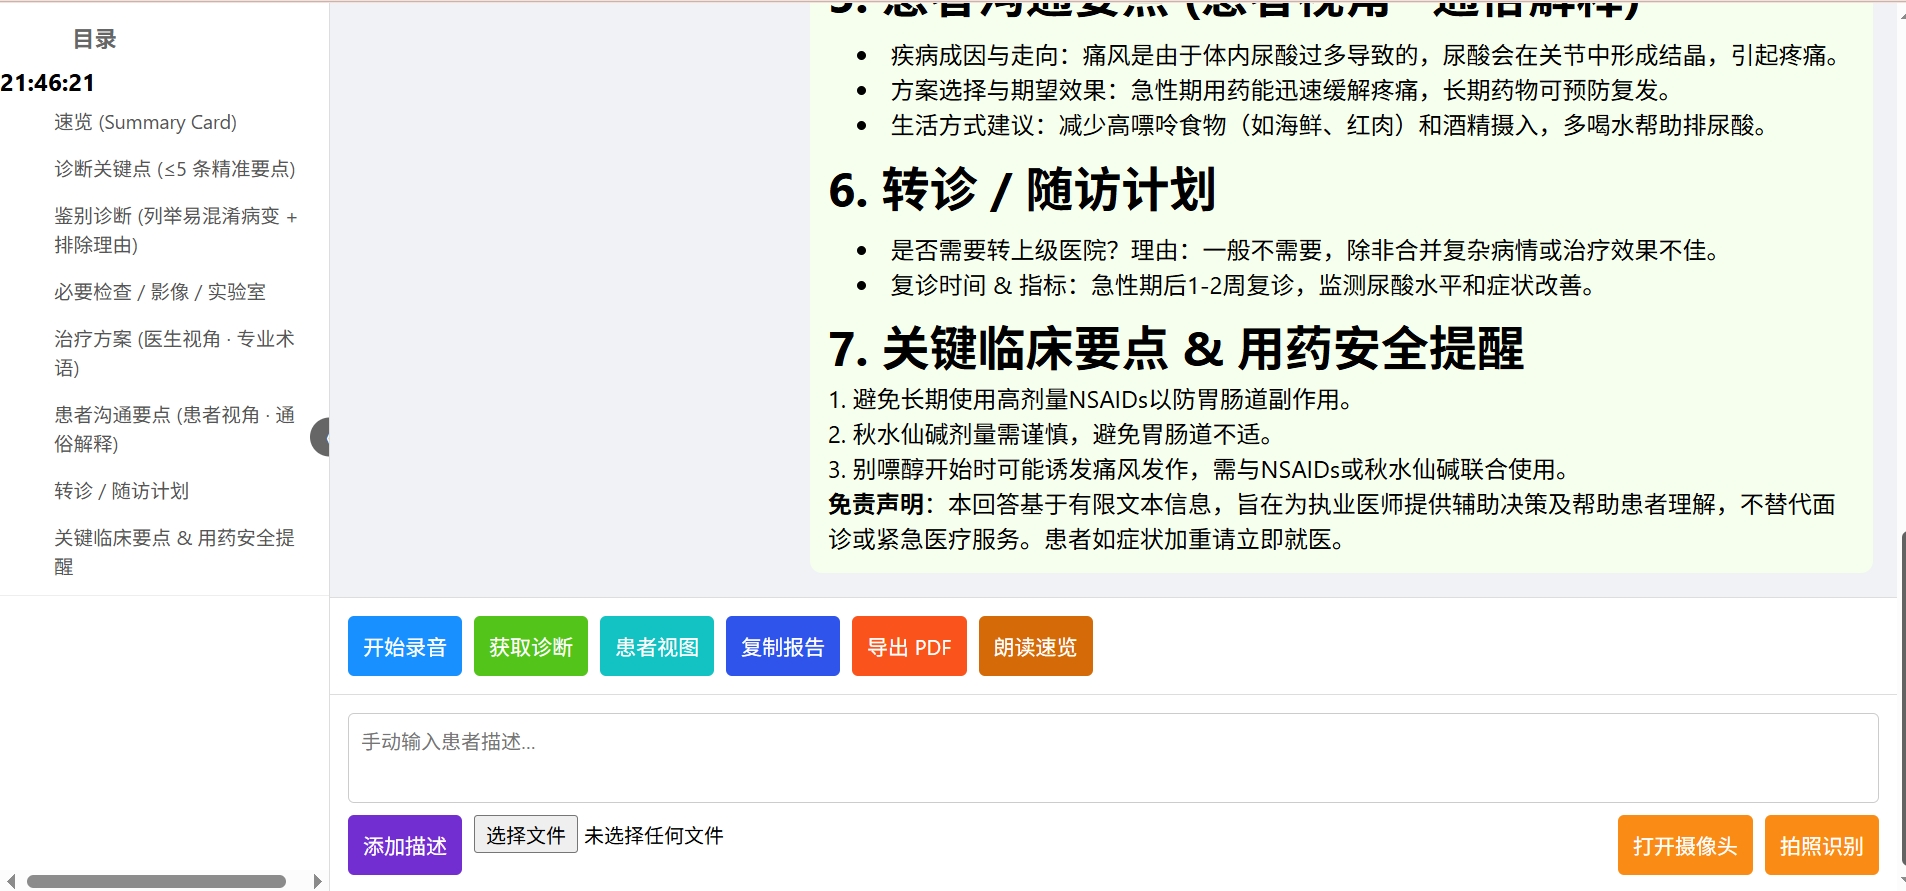 目录
21:46:21
速览 (Summary Card)
诊断关键点 (≤5 条精准要点)
鉴别诊断 (列举易混淆病变 +
排除理由)
必要检查 / 影像 / 实验室
治疗方案 (医生视角 · 专业术
语)
患者沟通要点 (患者视角 · 通
俗解释)
转诊 / 随访计划
关键临床要点 & 用药安全提
醒
5. 患者沟通要点 (患者视角 · 通俗解释)
疾病成因与走向：痛风是由于体内尿酸过多导致的，尿酸会在关节中形成结晶，引起疼痛。
方案选择与期望效果：急性期用药能迅速缓解疼痛，长期药物可预防复发。
生活方式建议：减少高嘌呤食物（如海鲜、红肉）和酒精摄入，多喝水帮助排尿酸。
6. 转诊 / 随访计划
是否需要转上级医院？理由：一般不需要，除非合并复杂病情或治疗效果不佳。
复诊时间 & 指标：急性期后1-2周复诊，监测尿酸水平和症状改善。
7. 关键临床要点 & 用药安全提醒
1. 避免长期使用高剂量NSAIDs以防胃肠道副作用。
2. 秋水仙碱剂量需谨慎，避免胃肠道不适。
3. 别嘌醇开始时可能诱发痛风发作，需与NSAIDs或秋水仙碱联合使用。
免责声明：本回答基于有限文本信息，旨在为执业医师提供辅助决策及帮助患者理解，不替代面
诊或紧急医疗服务。患者如症状加重请立即就医。
开始录音 获取诊断 患者视图 复制报告 导出 PDF 朗读速览
手动输入患者描述...
添加描述 选择文件 未选择任何文件 打开摄像头 拍照识别